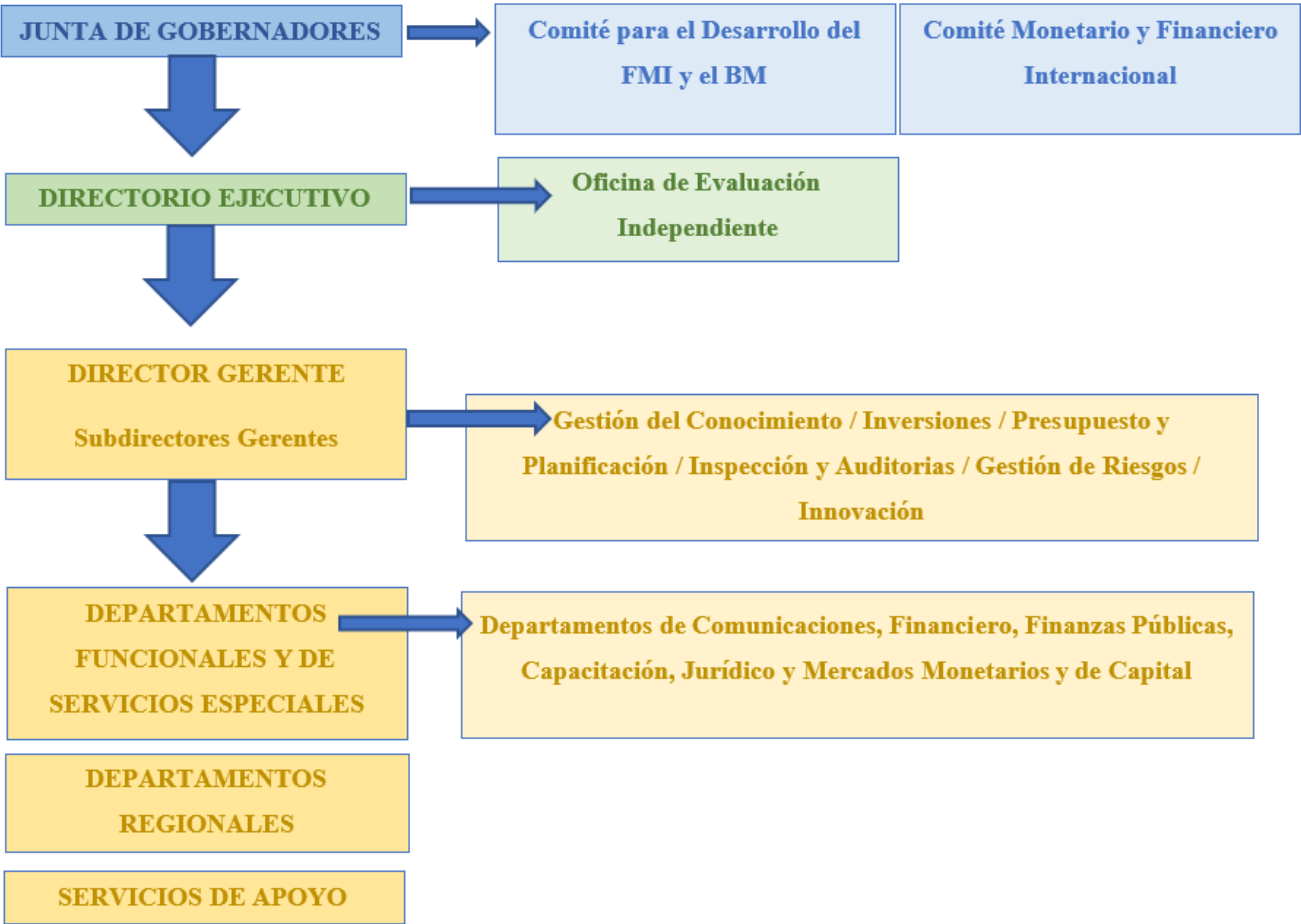 JUNTA DE GOBERNADORES
Comité para el Desarrollo del
FMI y el BM
Comité Monetario y Financiero
Internacional
DIRECTORIO EJECUTIVO
Oficina de Evaluación
Independiente
DIRECTOR GERENTE
Subdirectores Gerentes
Gestión del Conocimiento / Inversiones / Presupuesto y
Planificación / Inspección y Auditorias / Gestión de Riesgos /
Innovación
DEPARTAMENTOS
FUNCIONALES Y DE
SERVICIOS ESPECIALES
Departamentos de Comunicaciones, Financiero, Finanzas Públicas,
Capacitación, Jurídico y Mercados Monetarios y de Capital
DEPARTAMENTOS
REGIONALES
SERVICIOS DE APOYO